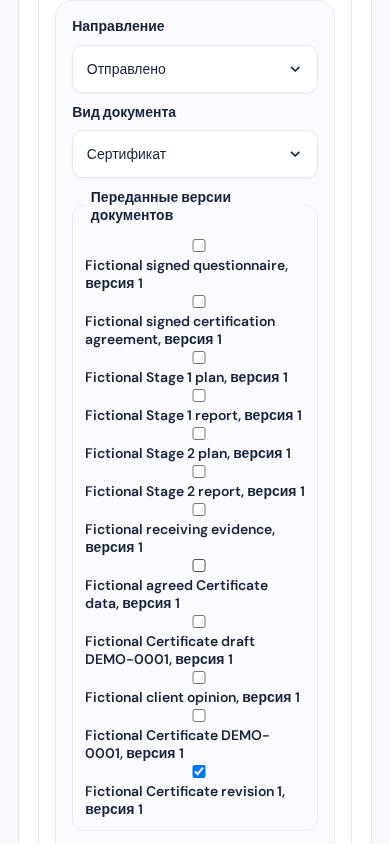 Направление
Отправлено
Вид документа
Сертификат
Переданные версии
документов
Fictional signed questionnaire,
версия 1
Fictional signed certification
agreement, версия 1
Fictional Stage 1 plan, версия 1
Fictional Stage 1 report, версия 1
Fictional Stage 2 plan, версия 1
Fictional Stage 2 report, версия 1
Fictional receiving evidence,
версия 1
Fictional agreed Certificate
data, версия 1
Fictional Certificate draft
DEMO-0001, версия 1
Fictional client opinion, версия 1
Fictional Certificate DEMO-
0001, версия 1
Fictional Certificate revision 1,
версия 1